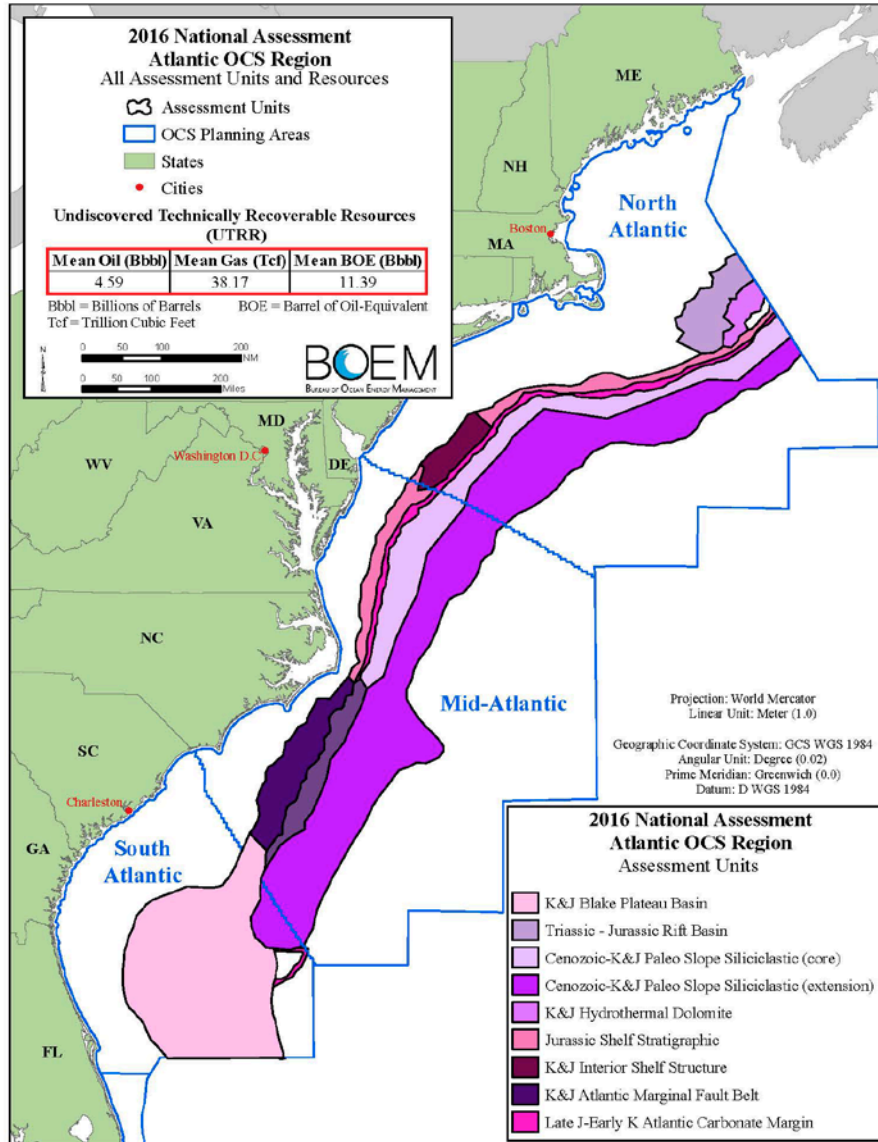 2016 National Assessment
Atlantic OCS Region
All Assessment Units and Resources
Assessment Units
OCS Planning Areas
States
Cities
Undiscovered Technically Recoverable Resources
(UTRR)
Mean Oil (Bbbl) Mean Gas (Tcf) Mean BOE (Bbbl)
4.59 38.17 11.39
Bbbl = Billions of Barrels BOE = Barrel of Oil-Equivalent
Tcf = Trillion Cubic Feet
0 50 100 200
NM
0 50 100 200
Miles
N
BOEM
BUREAU OF OCEAN ENERGY MANAGEMENT
ME
NH
North
Atlantic
Boston
MA
MD
Washington D.C.
DE
WV
VA
NC
Mid-Atlantic
Projection: World Mercator
Linear Unit: Meter (1.0)
Geographic Coordinate System: GCS WGS 1984
Angular Unit: Degree (0.02)
Prime Meridian: Greenwich (0.0)
Datum: D WGS 1984
SC
Charleston
GA
South
Atlantic
FL
2016 National Assessment
Atlantic OCS Region
Assessment Units
K&J Blake Plateau Basin
Triassic - Jurassic Rift Basin
Cenozoic-K&J Paleo Slope Siliciclastic (core)
Cenozoic-K&J Paleo Slope Siliciclastic (extension)
K&J Hydrothermal Dolomite
Jurassic Shelf Stratigraphic
K&J Interior Shelf Structure
K&J Atlantic Marginal Fault Belt
Late J-Early K Atlantic Carbonate Margin